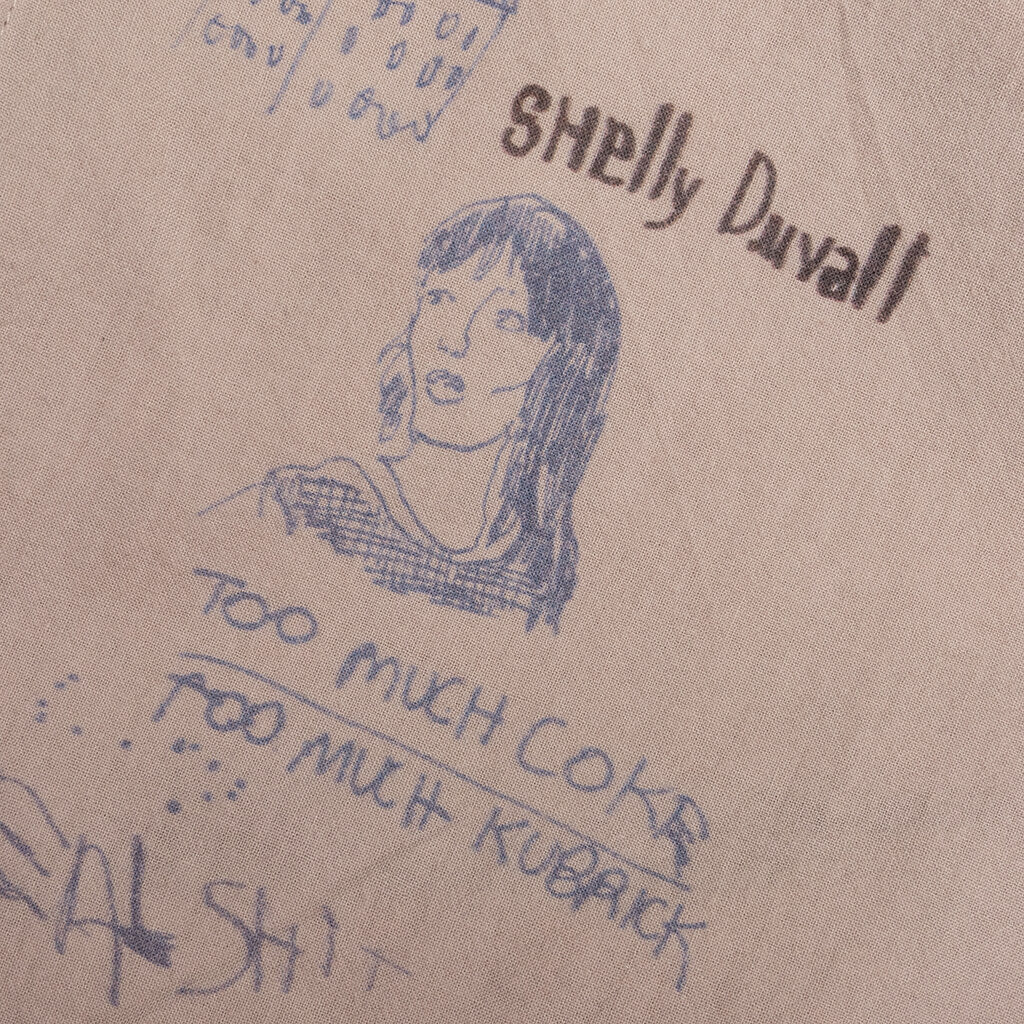 SHelly Duvall
TOO MUCH COKE
TOO MUCH KUBRICK
SHIT